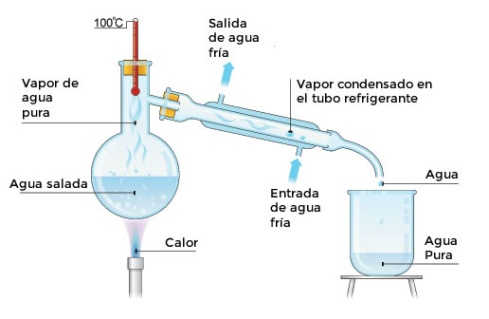 100°C
Salida
de agua
fría
Vapor de
agua
pura
Vapor condensado en
el tubo refrigerante
Agua salada
Entrada
de agua
fría
Agua
Calor
Agua
Pura